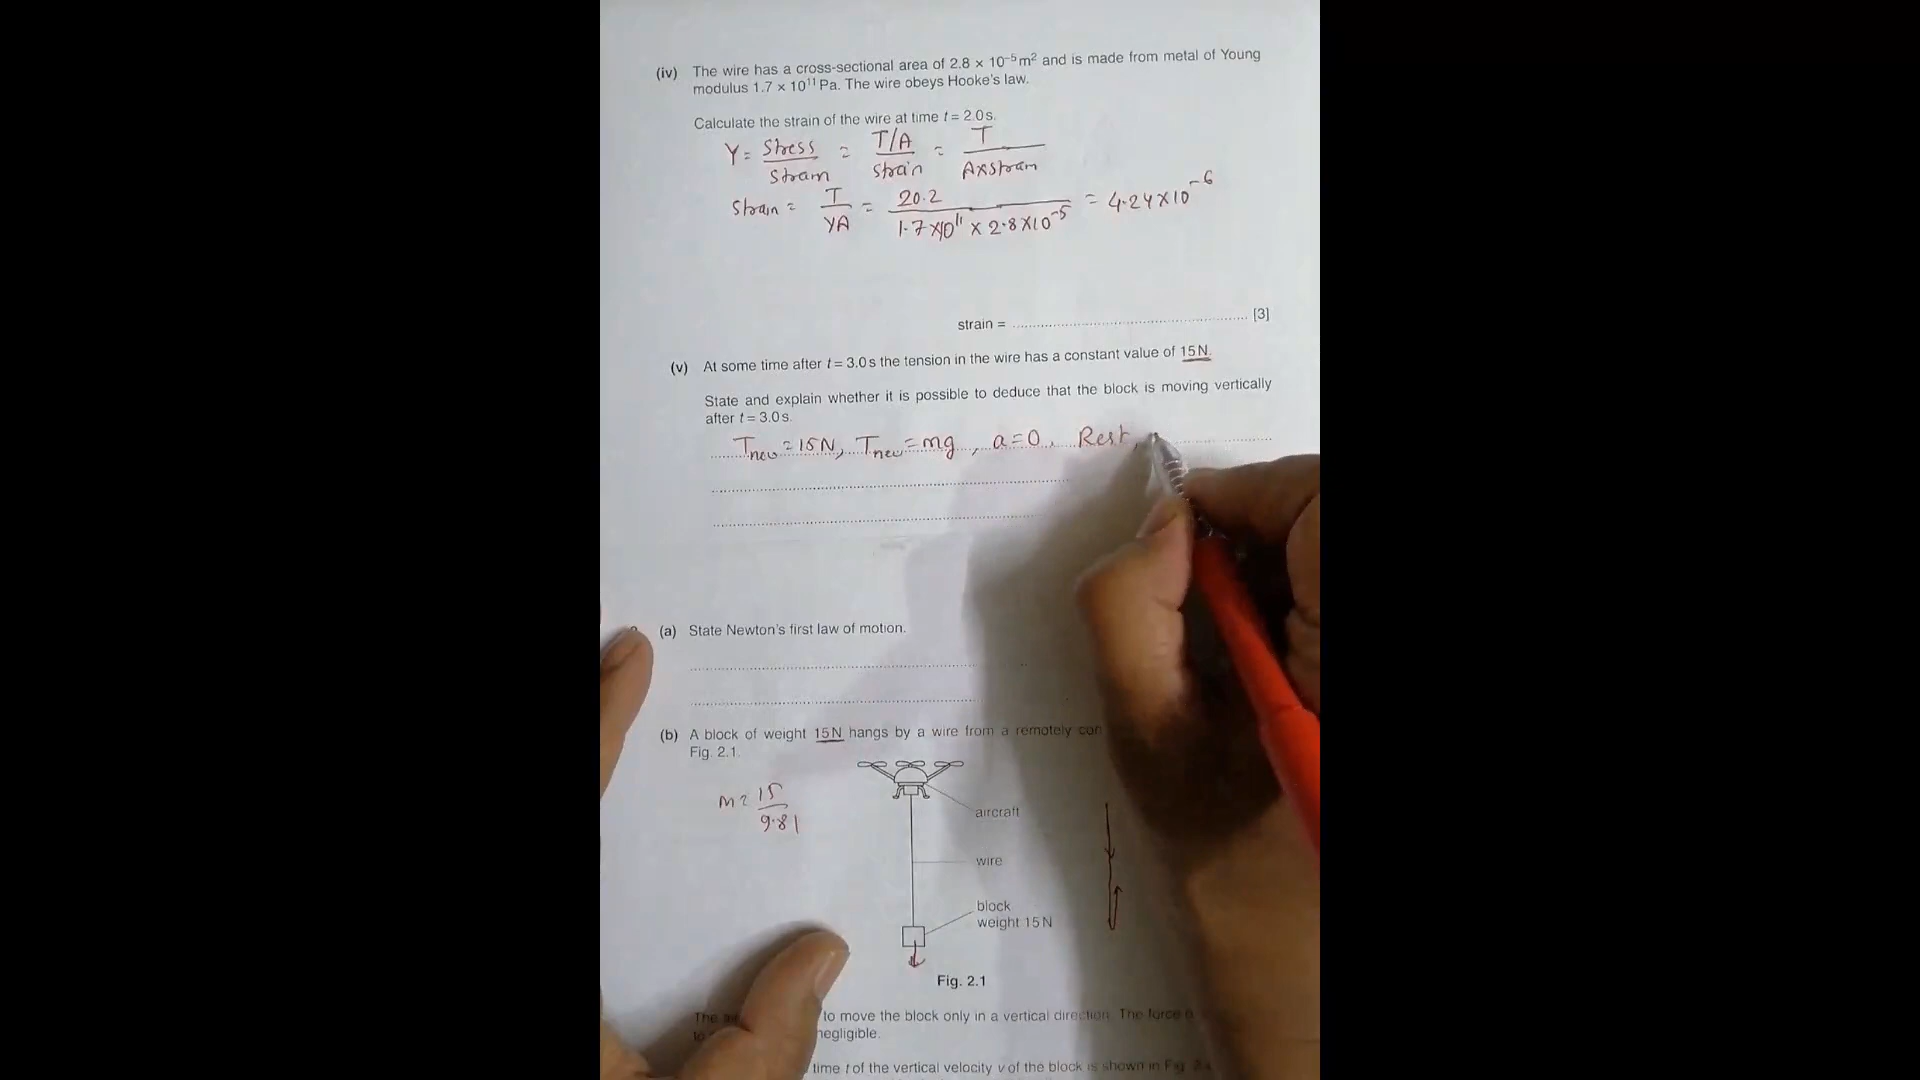 (iv) The wire has a cross-sectional area of 2.8 × 10⁻⁵ m² and is made from metal of Young
modulus 1.7 × 10¹¹ Pa. The wire obeys Hooke's law.
Calculate the strain of the wire at time t = 2.0 s.
Y = Stress/Strain = T/A/Strain = T/A×Strain
Strain = T/YA = 20.2/1.7×10¹¹ × 2.8×10⁻⁵ = 4.24×10⁻⁶
strain = ........................................ [3]
(v) At some time after t = 3.0 s the tension in the wire has a constant value of 15 N.
State and explain whether it is possible to deduce that the block is moving vertically
after t = 3.0 s.
Tnew = 15N, Tnew = mg, a = 0, Rest,
(a) State Newton's first law of motion.
(b) A block of weight 15 N hangs by a wire from a remotely con
Fig. 2.1.
m = 15/9.81
aircraft
wire
block
weight 15 N
Fig. 2.1
to move the block only in a vertical direction. The force
negligible.
time t of the vertical velocity v of the block is shown in Fig. 2.